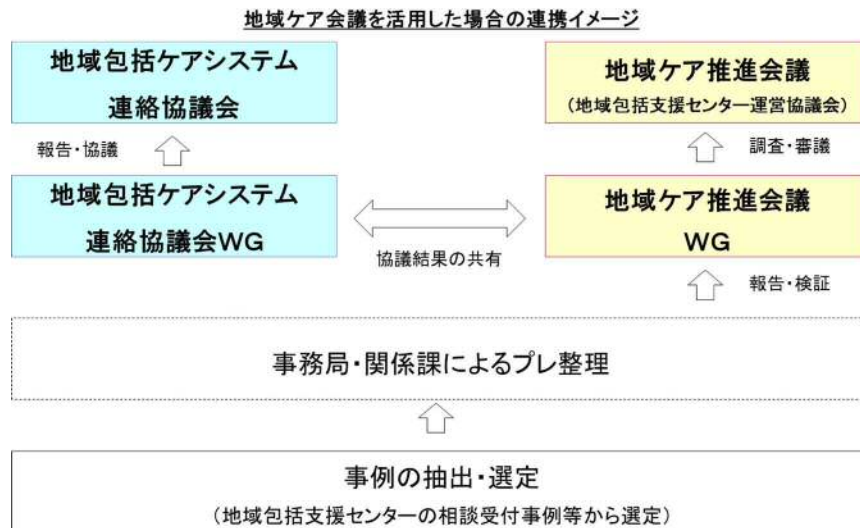 地域ケア会議を活用した場合の連携イメージ
地域包括ケアシステム
連絡協議会
地域ケア推進会議
（地域包括支援センター運営協議会）
報告・協議
調査・審議
地域包括ケアシステム
連絡協議会WG
協議結果の共有
地域ケア推進会議
WG
報告・検証
事務局・関係課によるプレ整理
事例の抽出・選定
（地域包括支援センターの相談受付事例等から選定）